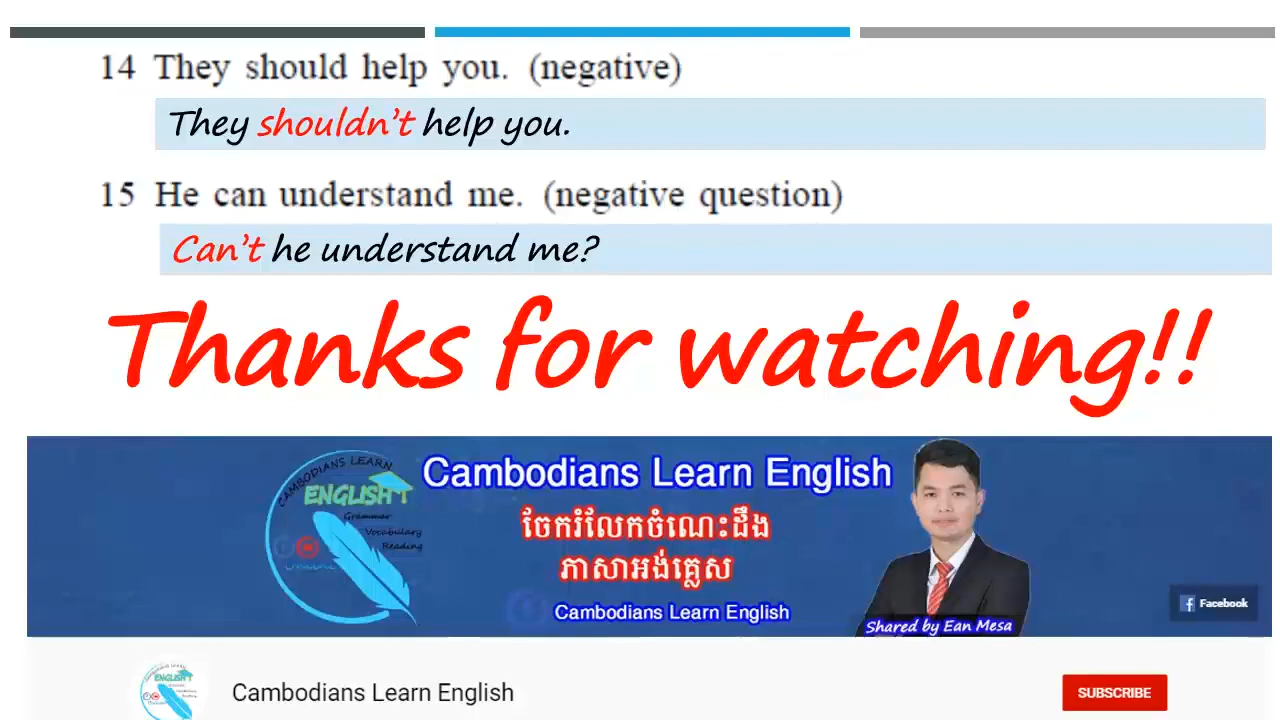 14 They should help you. (negative)
They shouldn't help you.
15 He can understand me. (negative question)
Can't he understand me?
Thanks for watching!!
CAMBODIANS LEARN
ENGLISH
Grammar
Vocabulary
Reading
Cambodians Learn English
ចែករំលែកចំណេះដឹង
ភាសាអង់គ្លេស
Cambodians Learn English
Shared by Ean Mesa
Facebook
Cambodians Learn English
SUBSCRIBE